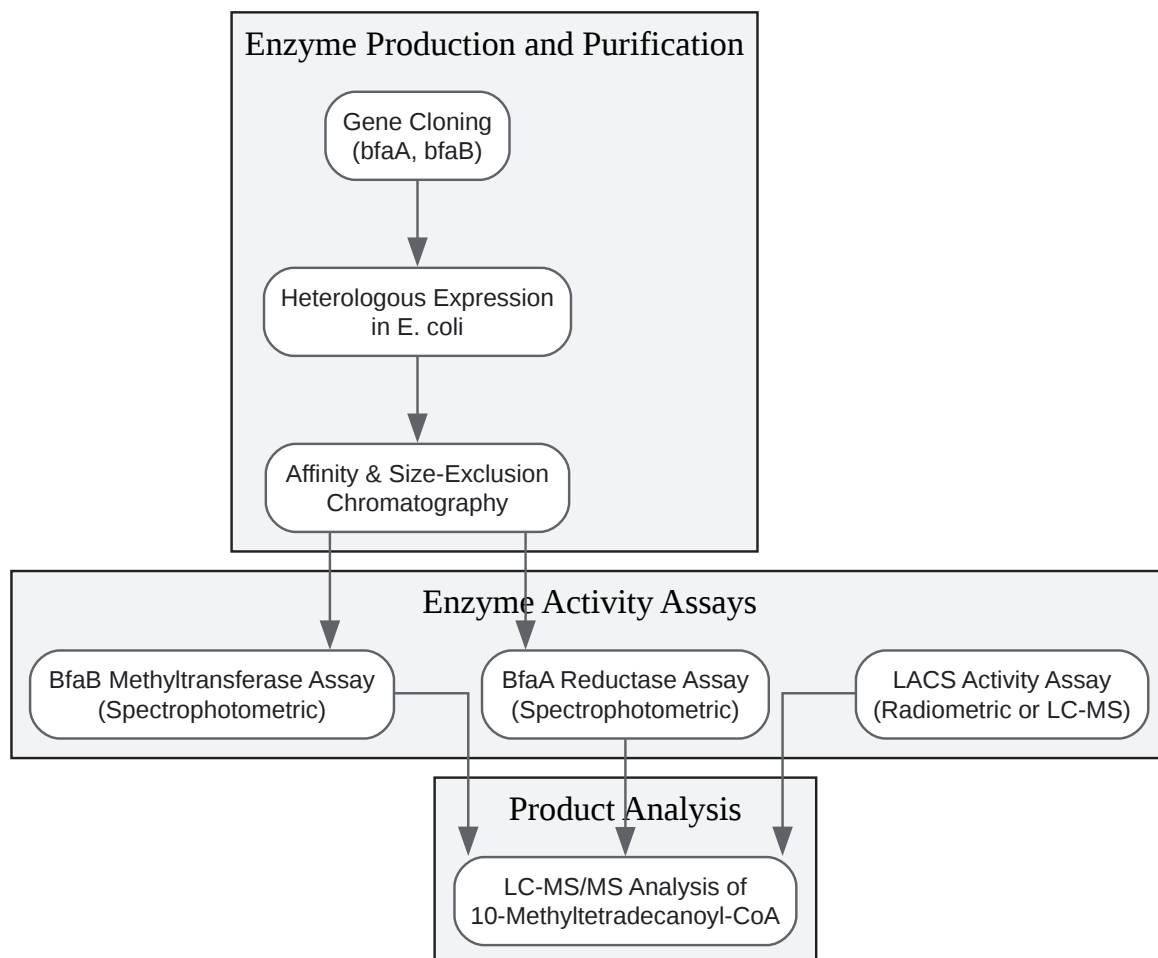 Enzyme Production and Purification
Gene Cloning
(bfaA, bfaB)
Heterologous Expression
in E. coli
Affinity & Size-Exclusion
Chromatography
Enzyme Activity Assays
BfaB Methyltransferase Assay
(Spectrophotometric)
BfaA Reductase Assay
(Spectrophotometric)
LACS Activity Assay
(Radiometric or LC-MS)
Product Analysis
LC-MS/MS Analysis of
10-Methyltetradecanoyl-CoA